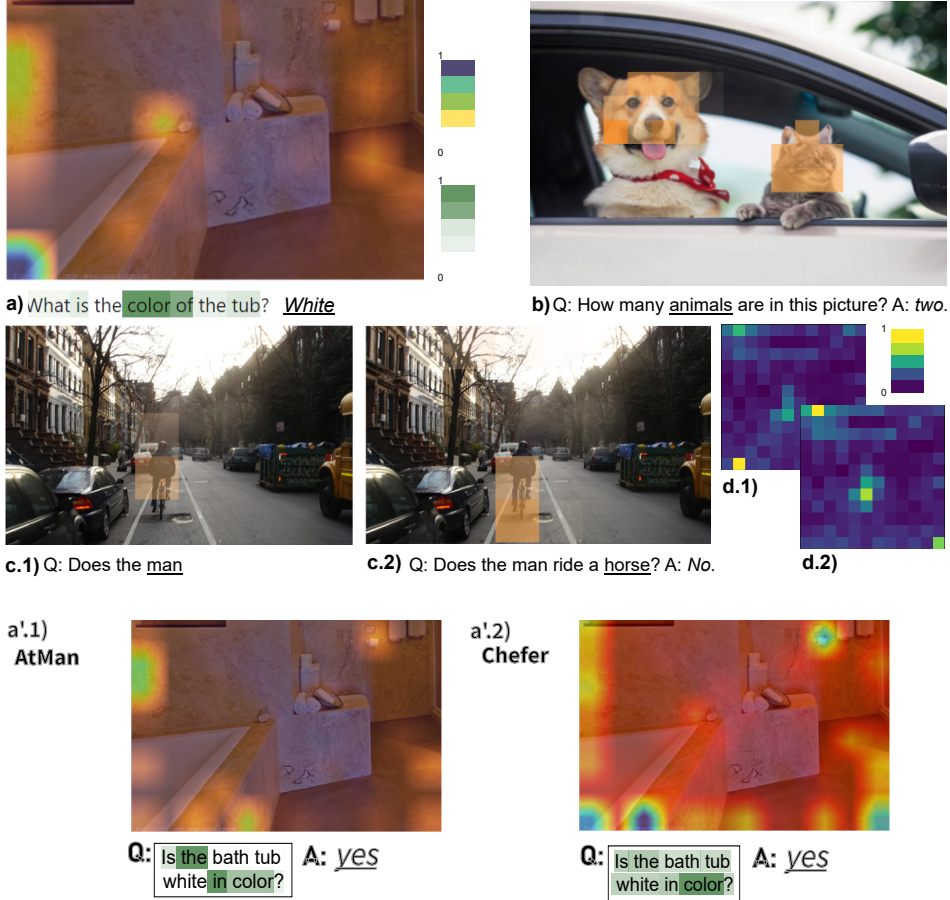 1
0
1
0
a) What is the color of the tub? White
b) Q: How many animals are in this picture? A: two.
1
0
c.1) Q: Does the man
c.2) Q: Does the man ride a horse? A: No.
d.1)
d.2)
a'.1)
AtMan
Q: Is the bath tub
white in color?
A: yes
a'.2)
Chefer
Q: Is the bath tub
white in color?
A: yes